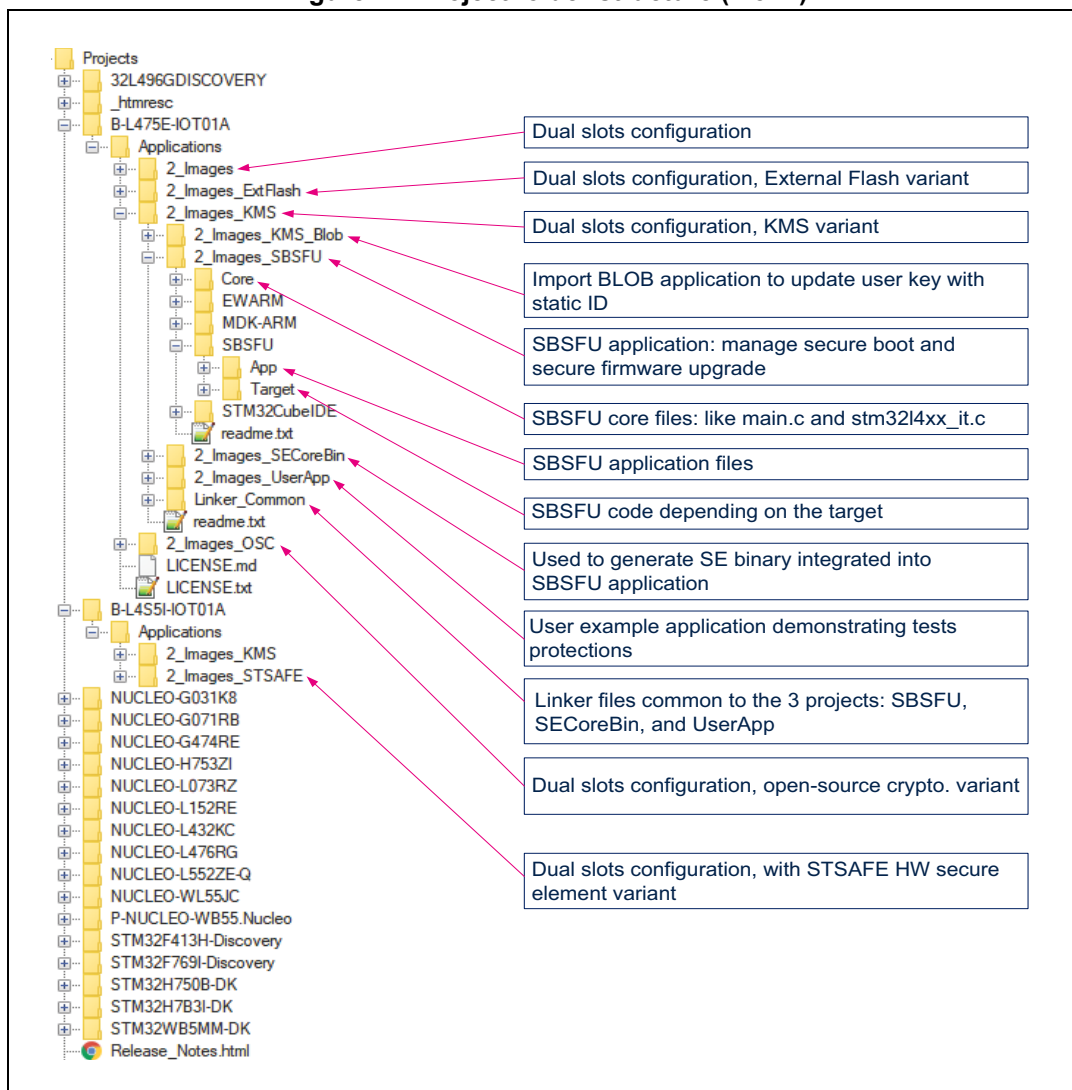 Projects
32L496GDISCOVERY
_htmresc
B-L475E-IOT01A
Applications
2_Images
2_Images_ExtFlash
2_Images_KMS
2_Images_KMS_Blob
2_Images_SBSFU
Core
EWARM
MDK-ARM
SBSFU
App
Target
STM32CubeIDE
readme.txt
2_Images_SECoreBin
2_Images_UserApp
Linker_Common
readme.txt
2_Images_OSC
LICENSE.md
LICENSE.txt
B-L4S5I-IOT01A
Applications
2_Images_KMS
2_Images_STSAFE
NUCLEO-G031K8
NUCLEO-G071RB
NUCLEO-G474RE
NUCLEO-H753ZI
NUCLEO-L073RZ
NUCLEO-L152RE
NUCLEO-L432KC
NUCLEO-L476RG
NUCLEO-L552ZE-Q
NUCLEO-WL55JC
P-NUCLEO-WB55.Nucleo
STM32F413H-Discovery
STM32F769I-Discovery
STM32H750B-DK
STM32H7B3I-DK
STM32WB5MM-DK
Release_Notes.html
Dual slots configuration
Dual slots configuration, External Flash variant
Dual slots configuration, KMS variant
Import BLOB application to update user key with
static ID
SBSFU application: manage secure boot and
secure firmware upgrade
SBSFU core files: like main.c and stm32l4xx_it.c
SBSFU application files
SBSFU code depending on the target
Used to generate SE binary integrated into
SBSFU application
User example application demonstrating tests
protections
Linker files common to the 3 projects: SBSFU,
SECoreBin, and UserApp
Dual slots configuration, open-source crypto. variant
Dual slots configuration, with STSAFE HW secure
element variant